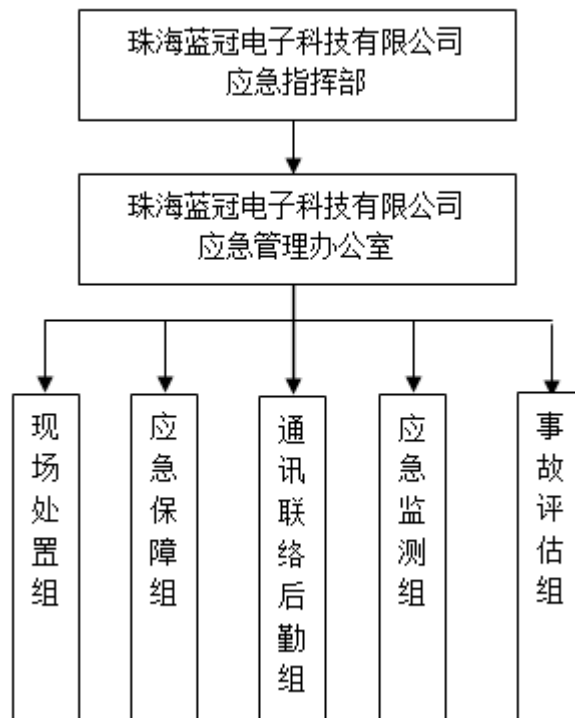 珠海蓝冠电子科技有限公司
应急指挥部
珠海蓝冠电子科技有限公司
应急管理办公室
现场处置组
应急保障组
通讯联络后勤组
应急监测组
事故评估组